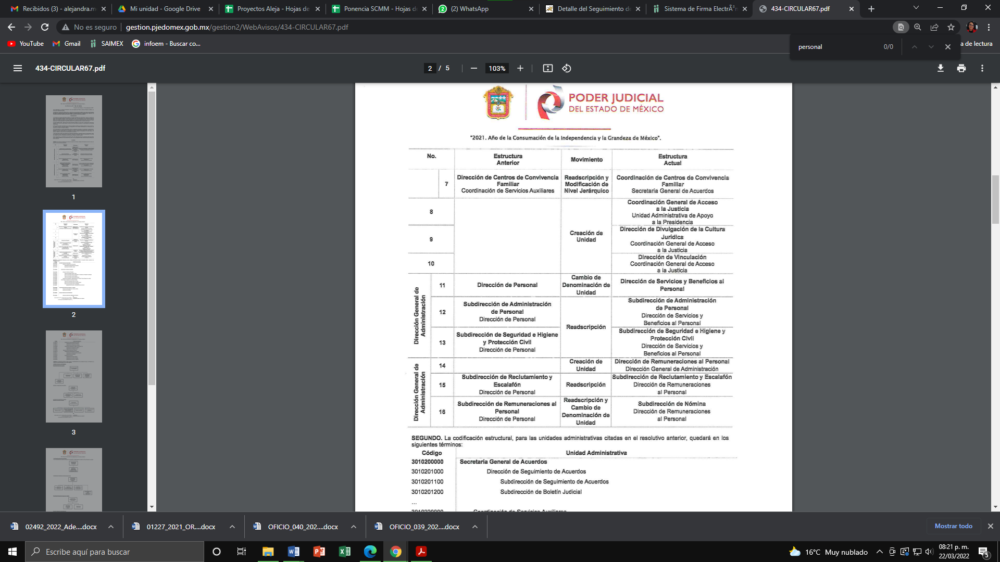 Recibidos (3) - alejandra.m
Mi unidad - Google Drive
Proyectos Aleja - Hojas de
Ponencia SCMM - Hojas d
(2) WhatsApp
Detalle del Seguimiento de
Sistema de Firma ElectrÃ³n
434-CIRCULAR67.pdf
No es seguro | gestion.pjedomex.gob.mx/gestion2/WebAvisos/434-CIRCULAR67.pdf
YouTube
Gmail
SAIMEX
infoem - Buscar co...
personal
0/0
a de lectura
434-CIRCULAR67.pdf
2 / 5
103%
1
2
3
PODER JUDICIAL
DEL ESTADO DE MÉXICO
"2021. Año de la Consumación de la Independencia y la Grandeza de México".
No.
Estructura
Anterior
Movimiento
Estructura
Actual
7
Dirección de Centros de Convivencia
Familiar
Coordinación de Servicios Auxiliares
Readscripción y
Modificación de
Nivel Jerárquico
Coordinación de Centros de Convivencia
Familiar
Secretaría General de Acuerdos
8
Creación de
Unidad
Coordinación General de Acceso
a la Justicia
Unidad Administrativa de Apoyo
a la Presidencia
9
Dirección de Divulgación de la Cultura
Jurídica
Coordinación General de Acceso
a la Justicia
10
Dirección de Vinculación
Coordinación General de Acceso
a la Justicia
Dirección General de
Administración
11
Dirección de Personal
Cambio de
Denominación de
Unidad
Dirección de Servicios y Beneficios al
Personal
12
Subdirección de Administración
de Personal
Dirección de Personal
Readscripción
Subdirección de Administración
de Personal
Dirección de Servicios y
Beneficios al Personal
13
Subdirección de Seguridad e Higiene
y Protección Civil
Dirección de Personal
Subdirección de Seguridad e Higiene y
Protección Civil
Dirección de Servicios y
Beneficios al Personal
Dirección General de
Administración
14
Creación de
Unidad
Dirección de Remuneraciones al Personal
Dirección General de Administración
15
Subdirección de Reclutamiento y
Escalafón
Dirección de Personal
Readscripción
Subdirección de Reclutamiento y Escalafón
Dirección de Remuneraciones
al Personal
16
Subdirección de Remuneraciones al
Personal
Dirección de Personal
Readscripción y
Cambio de
Denominación de
Unidad
Subdirección de Nómina
Dirección de Remuneraciones
al Personal
SEGUNDO. La codificación estructural, para las unidades administrativas citadas en el resolutivo anterior, quedará en los
siguientes términos:
Código
Unidad Administrativa
3010200000 Secretaría General de Acuerdos
3010201000 Dirección de Seguimiento de Acuerdos
3010201100 Subdirección de Seguimiento de Acuerdos
3010201200 Subdirección de Boletín Judicial
...
3010220000 Coordinación de Servicios Auxiliares
02492_2022_Ade....docx
01227_2021_OR....docx
OFICIO_040_202....docx
OFICIO_039_202....docx
Mostrar todo
Escribe aquí para buscar
16°C Muy nublado
08:21 p. m.
22/03/2022
5